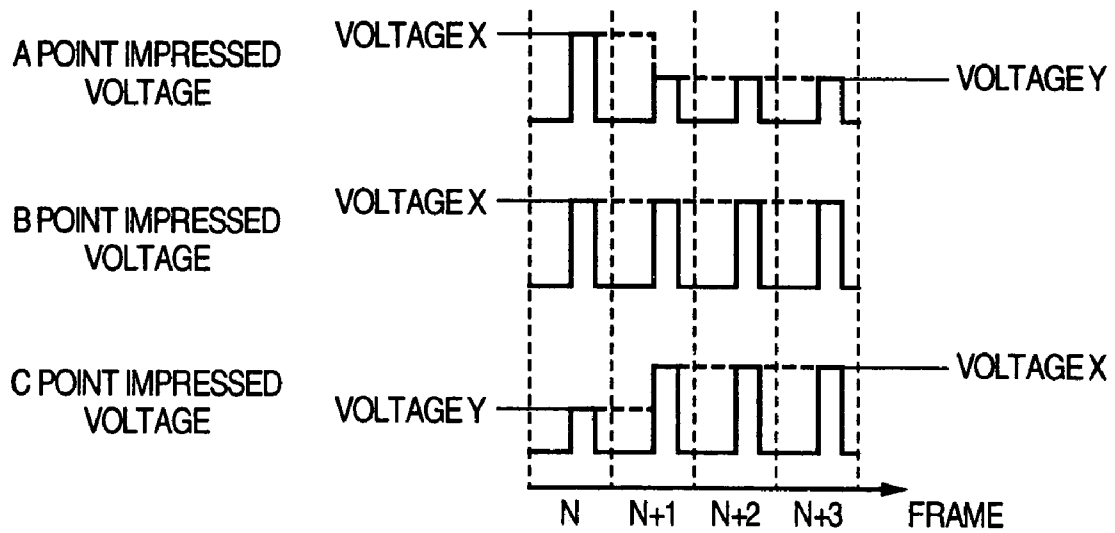 A POINT IMPRESSED
VOLTAGE
VOLTAGE X
VOLTAGE Y
B POINT IMPRESSED
VOLTAGE
VOLTAGE X
C POINT IMPRESSED
VOLTAGE
VOLTAGE Y
VOLTAGE X
N N+1 N+2 N+3 FRAME